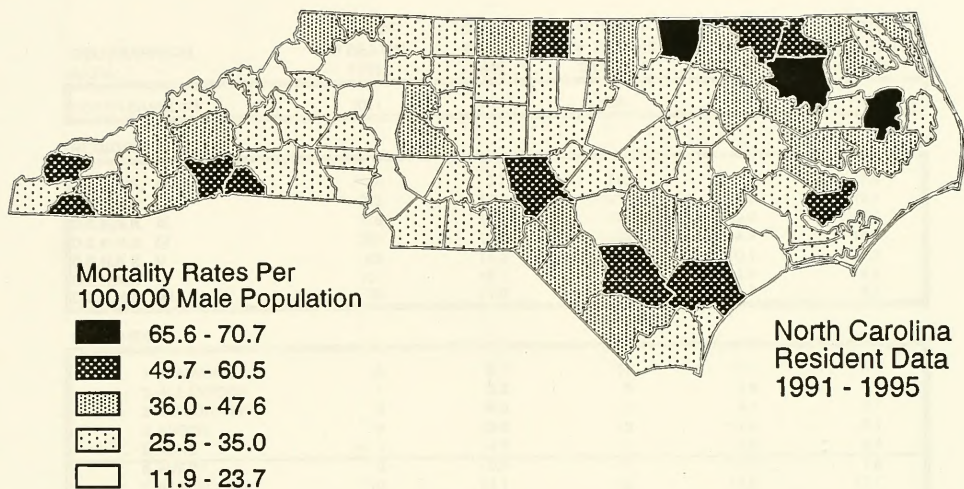 Mortality Rates Per
100,000 Male Population
65.6 - 70.7
49.7 - 60.5
36.0 - 47.6
25.5 - 35.0
11.9 - 23.7
North Carolina
Resident Data
1991 - 1995